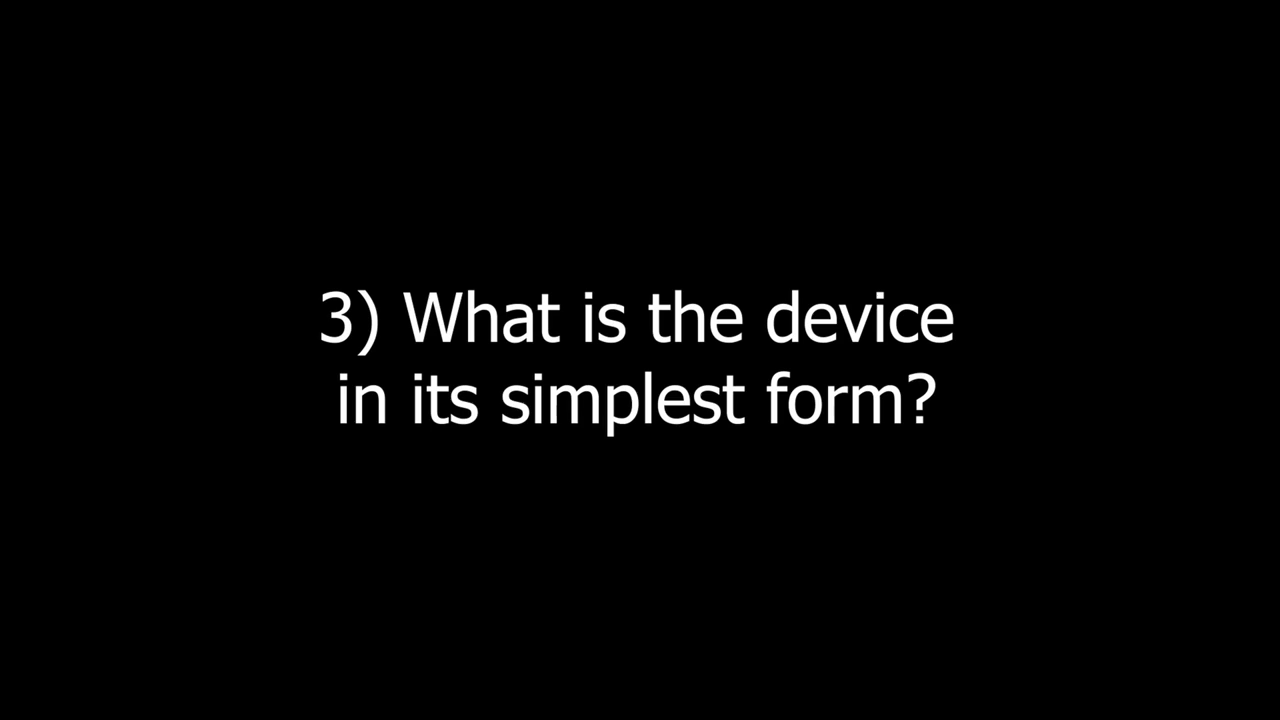 3) What is the device
in its simplest form?